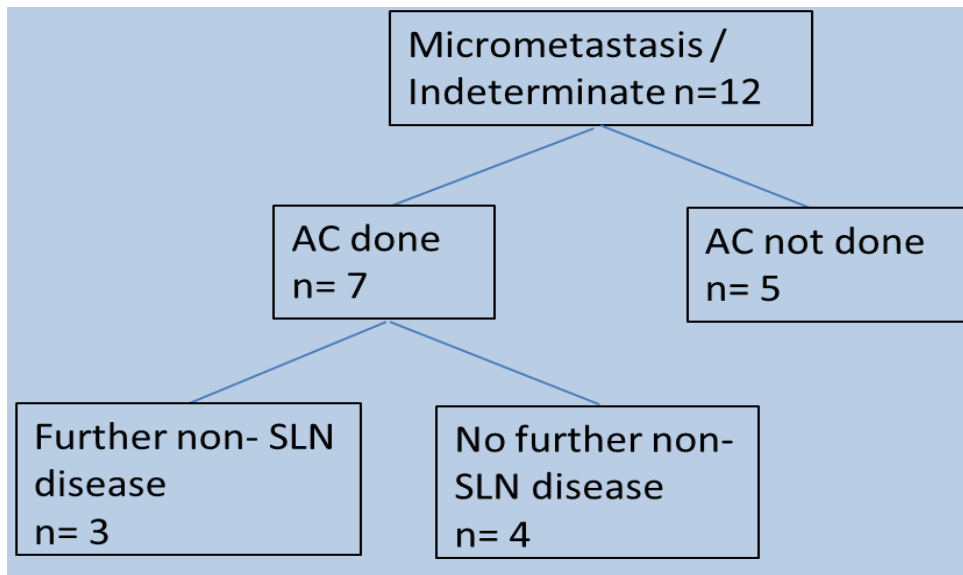 Micrometastasis /
Indeterminate n=12
AC done
n= 7
AC not done
n= 5
Further non- SLN
disease
n= 3
No further non-
SLN disease
n= 4